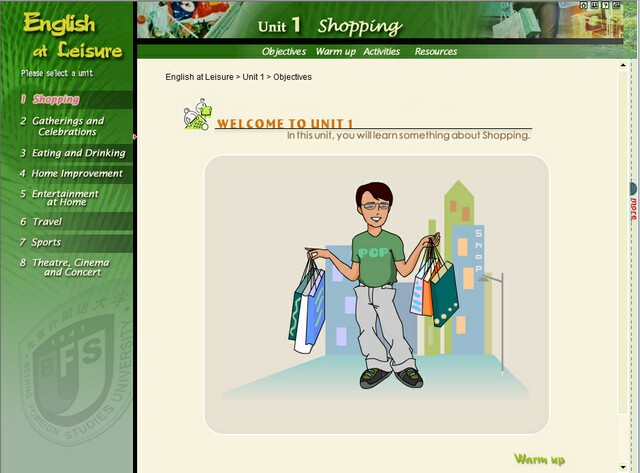 English
at Leisure
Please select a unit
1 Shopping
2 Gatherings and
Celebrations
3 Eating and Drinking
4 Home Improvement
5 Entertainment
at Home
6 Travel
7 Sports
8 Theatre, Cinema
and Concert
BFS
BEIJING FOREIGN STUDIES UNIVERSITY
1941
Unit 1 Shopping
Objectives Warm up Activities Resources
English at Leisure > Unit 1 > Objectives
WELCOME TO UNIT 1
In this unit, you will learn something about Shopping.
POP
Shop
Warm up
more